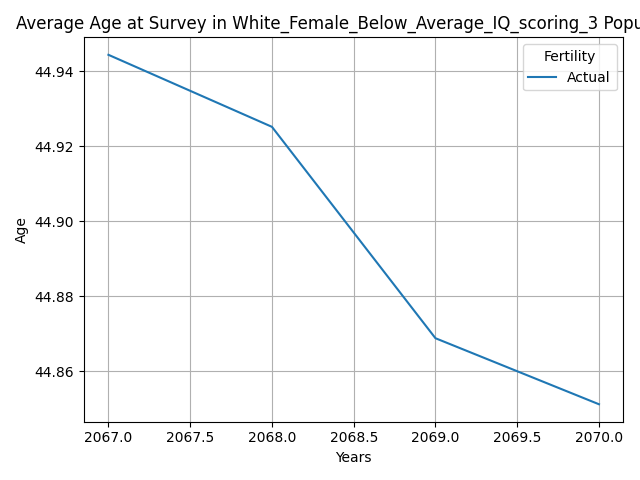 Average Age at Survey in White_Female_Below_Average_IQ_scoring_3 Popu
Fertility
Actual
44.94
44.92
44.90
44.88
44.86
Age
2067.0 2067.5 2068.0 2068.5 2069.0 2069.5 2070.0
Years